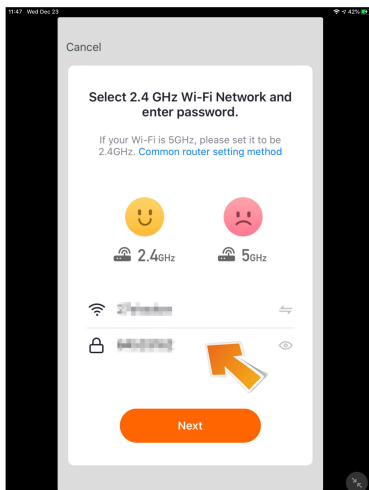 11:47 Wed Dec 23
42%
Cancel
Select 2.4 GHz Wi-Fi Network and
enter password.
If your Wi-Fi is 5GHz, please set it to be
2.4GHz. Common router setting method
2.4GHz
5GHz
Next